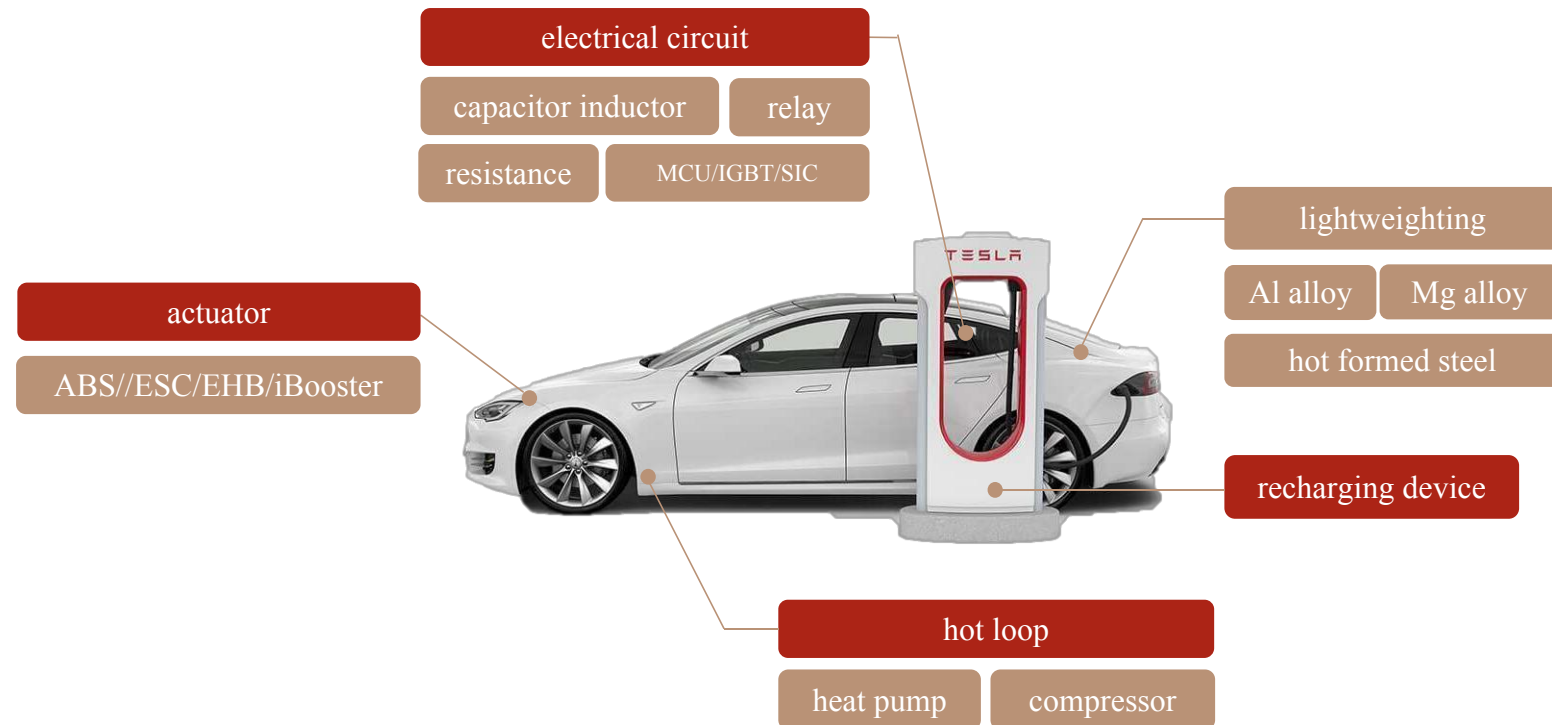 electrical circuit
capacitor inductor
relay
resistance
MCU/IGBT/SIC
lightweighting
Al alloy
Mg alloy
hot formed steel
TESLA
actuator
ABS//ESC/EHB/iBooster
recharging device
hot loop
heat pump
compressor